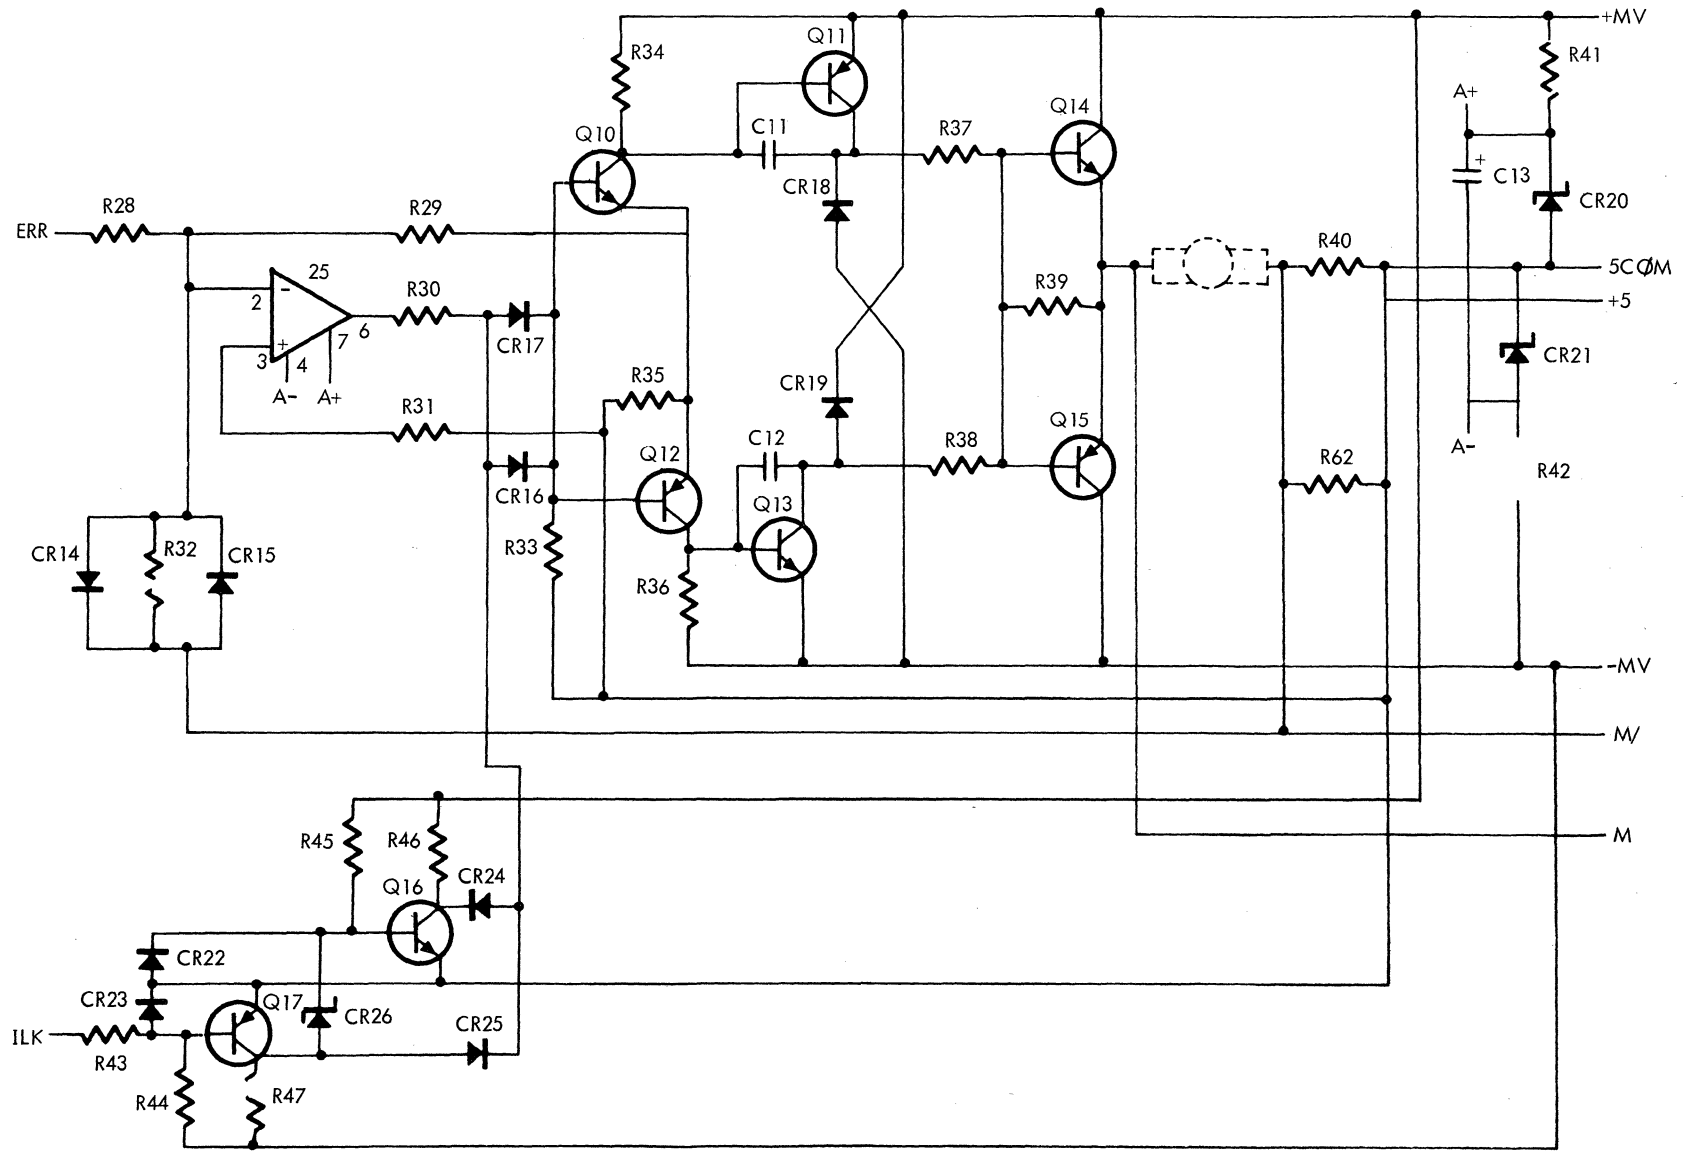 +MV
Q11
R34
R41
A+
Q14
C11
R37
Q10
+
C13
CR18
CR20
R28
R29
ERR
R40
5CØM
25
-
2
R30
R39
+5
6
7
+
3
4
CR17
CR21
A-
A+
R35
CR19
R31
Q15
C12
R38
A-
Q12
R62
R42
CR16
Q13
R33
R32
CR14
CR15
R36
-MV
M/
R45
R46
M
CR24
Q16
CR22
CR23
Q17
CR26
CR25
ILK
R43
R44
R47